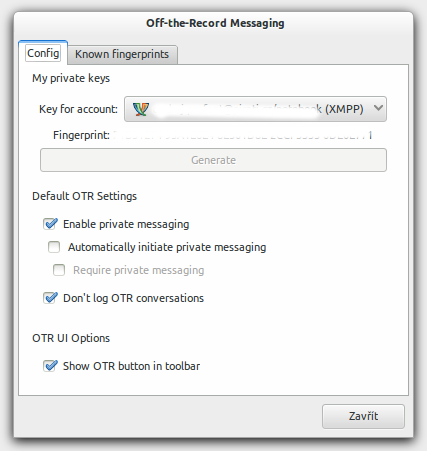 Off-the-Record Messaging
Config
Known fingerprints
My private keys
Key for account:
(XMPP)
Fingerprint:
Generate
Default OTR Settings
Enable private messaging
Automatically initiate private messaging
Require private messaging
Don't log OTR conversations
OTR UI Options
Show OTR button in toolbar
Zavřít